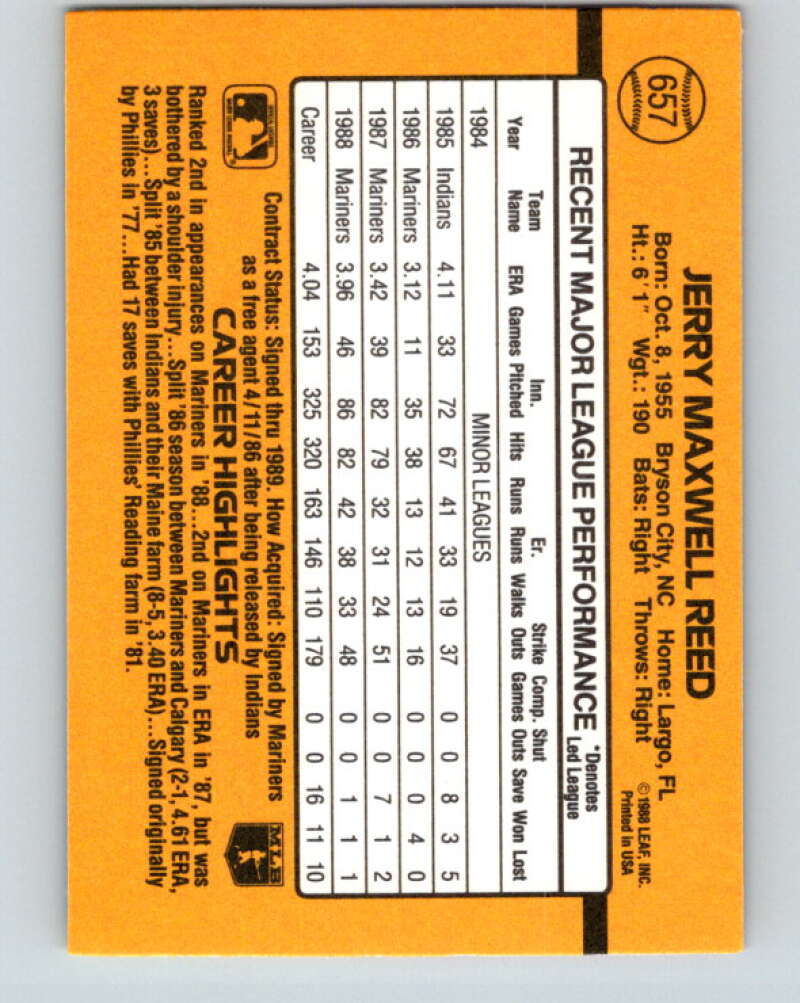 657
JERRY MAXWELL REED
Born: Oct. 8, 1955 Bryson City, NC Home: Largo, FL
Ht.: 6'1" Wgt.: 190 Bats: Right Throws: Right
© 1988 LEAF, INC.
Printed in USA
RECENT MAJOR LEAGUE PERFORMANCE
*Denotes
Led League
Team Inn. Er. Strike Comp. Shut
Year Name ERA Games Pitched Hits Runs Runs Walks Outs Games Outs Save Won Lost
1984 MINOR LEAGUES
1985 Indians 4.11 33 72 67 41 33 19 37 0 0 8 3 5
1986 Mariners 3.12 11 35 38 13 12 13 16 0 0 0 4 0
1987 Mariners 3.42 39 82 79 32 31 24 51 0 0 7 1 2
1988 Mariners 3.96 46 86 82 42 38 33 48 0 0 1 1 1
Career 4.04 153 325 320 163 146 110 179 0 0 16 11 10
Contract Status: Signed thru 1989. How Acquired: Signed by Mariners
as a free agent 4/11/86 after being released by Indians
MLB
CAREER HIGHLIGHTS
Ranked 2nd in appearances on Mariners in '88...2nd on Mariners in ERA in '87, but was
bothered by a shoulder injury...Split '86 season between Mariners and Calgary (2-1, 4.61 ERA,
3 saves)...Split '85 between Indians and their Maine farm (8-5, 3.40 ERA)...Signed originally
by Phillies in '77...Had 17 saves with Phillies' Reading farm in '81.